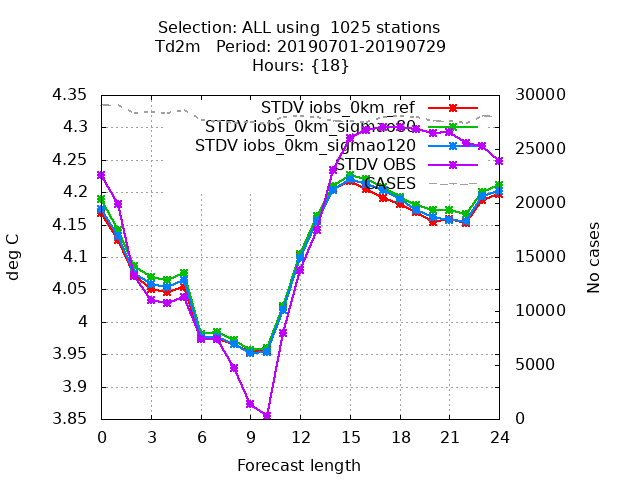 Selection: ALL using  1025 stations
Td2m   Period: 20190701-20190729
Hours: {18}
STDV iobs_0km_ref
STDV iobs_0km_sigmao80
STDV iobs_0km_sigmao120
STDV OBS
CASES
deg C
4.35
4.3
4.25
4.2
4.15
4.1
4.05
4
3.95
3.9
3.85
30000
25000
20000
15000
10000
5000
0
No cases
0 3 6 9 12 15 18 21 24
Forecast length